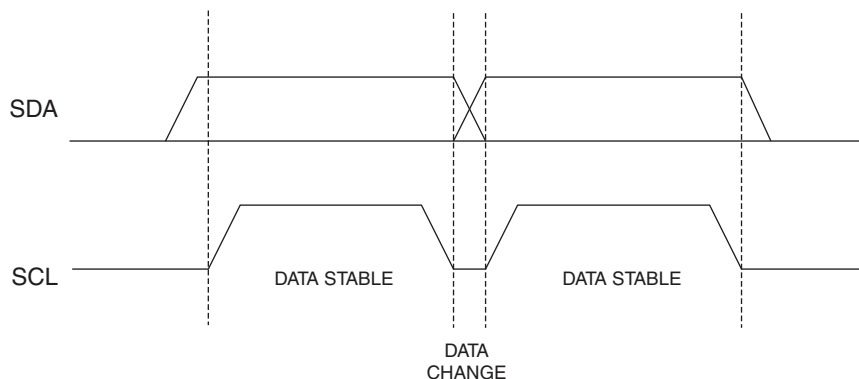 SDA
SCL
DATA STABLE
DATA STABLE
DATA
CHANGE